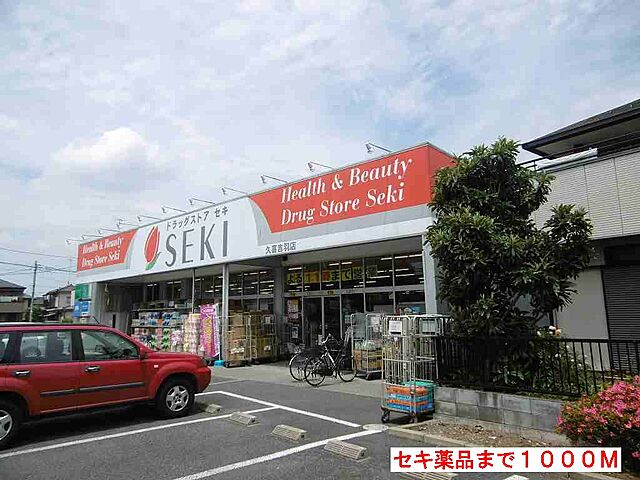 Health & Beauty
Drug Store Seki
ドラッグストア セキ
SEKI
久喜吉羽店
Health & Beauty
Drug Store Seki
セキ薬品まで１０００Ｍ